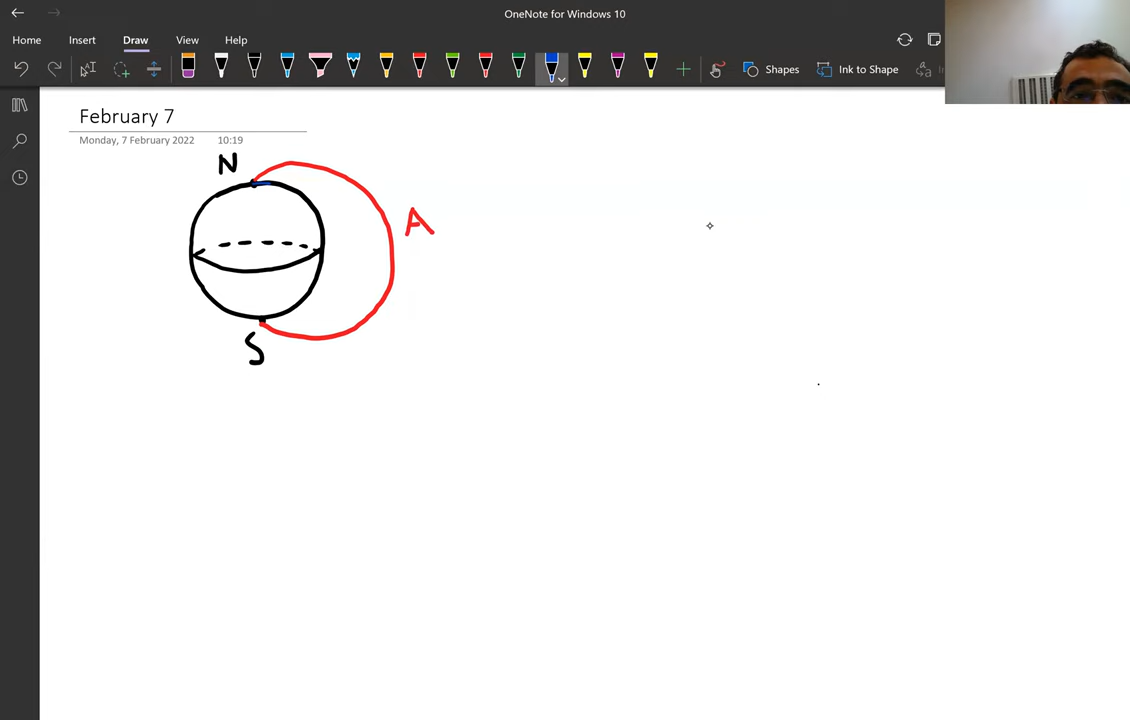 OneNote for Windows 10
Home Insert Draw View Help
Shapes Ink to Shape
February 7
Monday, 7 February 2022 10:19
N
A
S